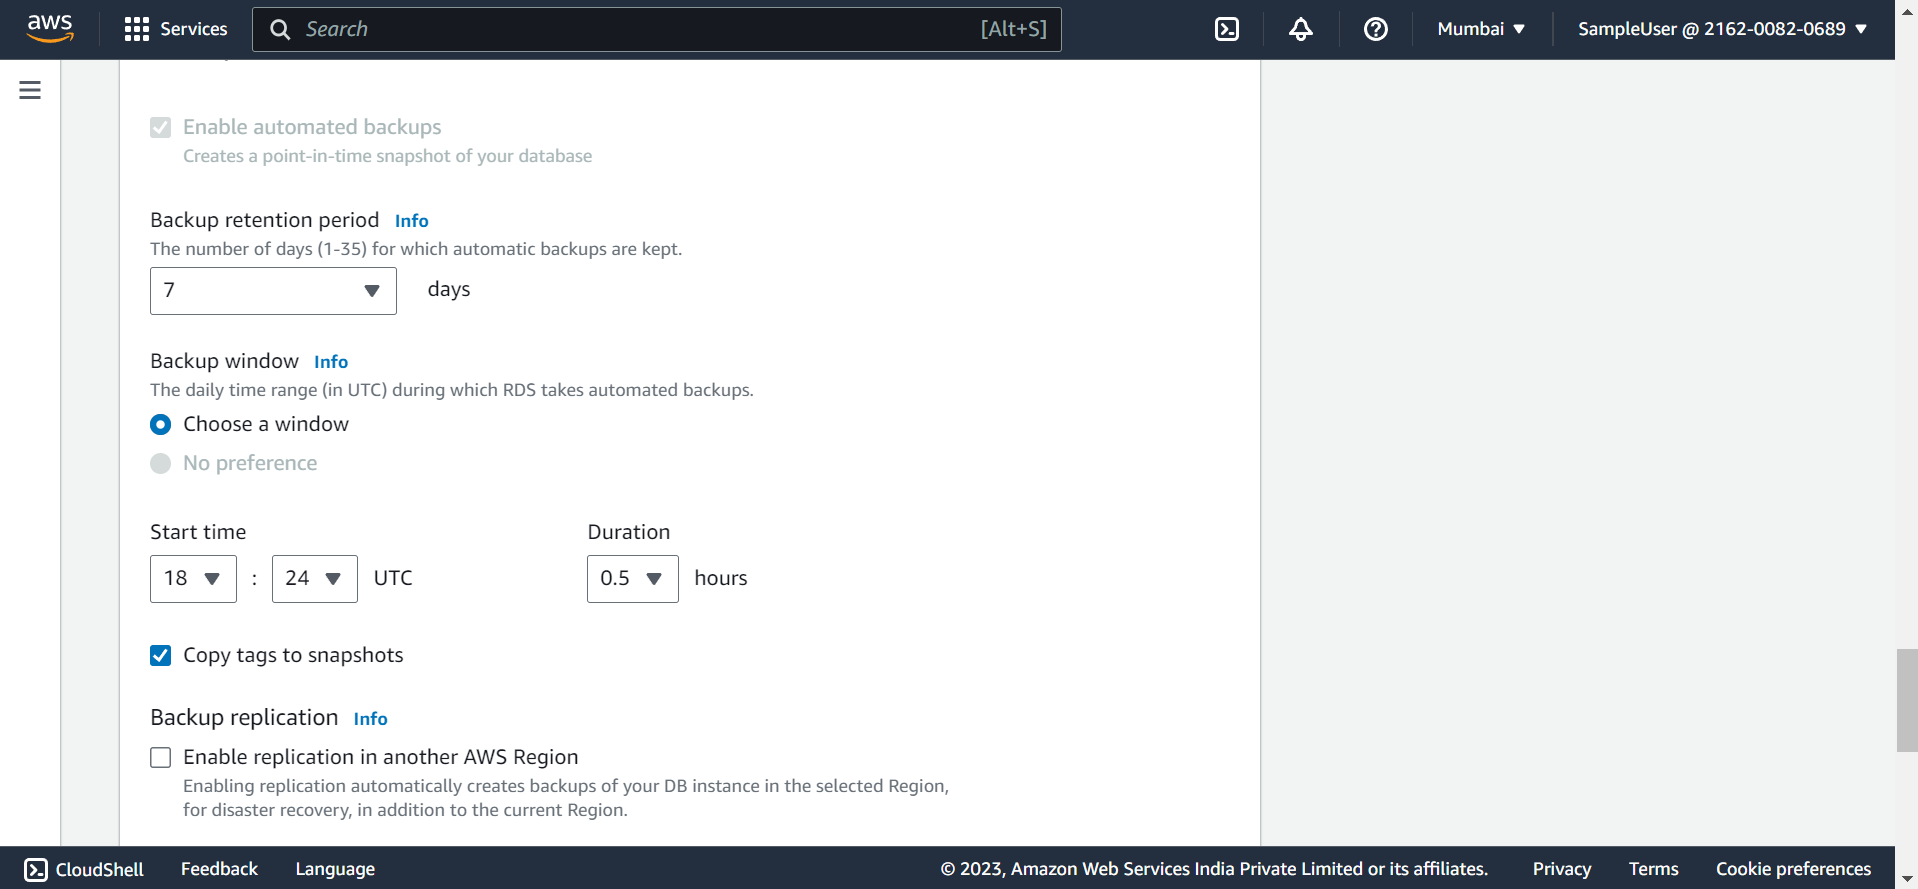 aws
Services
Search
[Alt+S]
Mumbai
SampleUser @ 2162-0082-0689
Enable automated backups
Creates a point-in-time snapshot of your database
Backup retention period Info
The number of days (1-35) for which automatic backups are kept.
7 days
Backup window Info
The daily time range (in UTC) during which RDS takes automated backups.
Choose a window
No preference
Start time
18 : 24 UTC
Duration
0.5 hours
Copy tags to snapshots
Backup replication Info
Enable replication in another AWS Region
Enabling replication automatically creates backups of your DB instance in the selected Region,
for disaster recovery, in addition to the current Region.
CloudShell
Feedback
Language
© 2023, Amazon Web Services India Private Limited or its affiliates.
Privacy
Terms
Cookie preferences